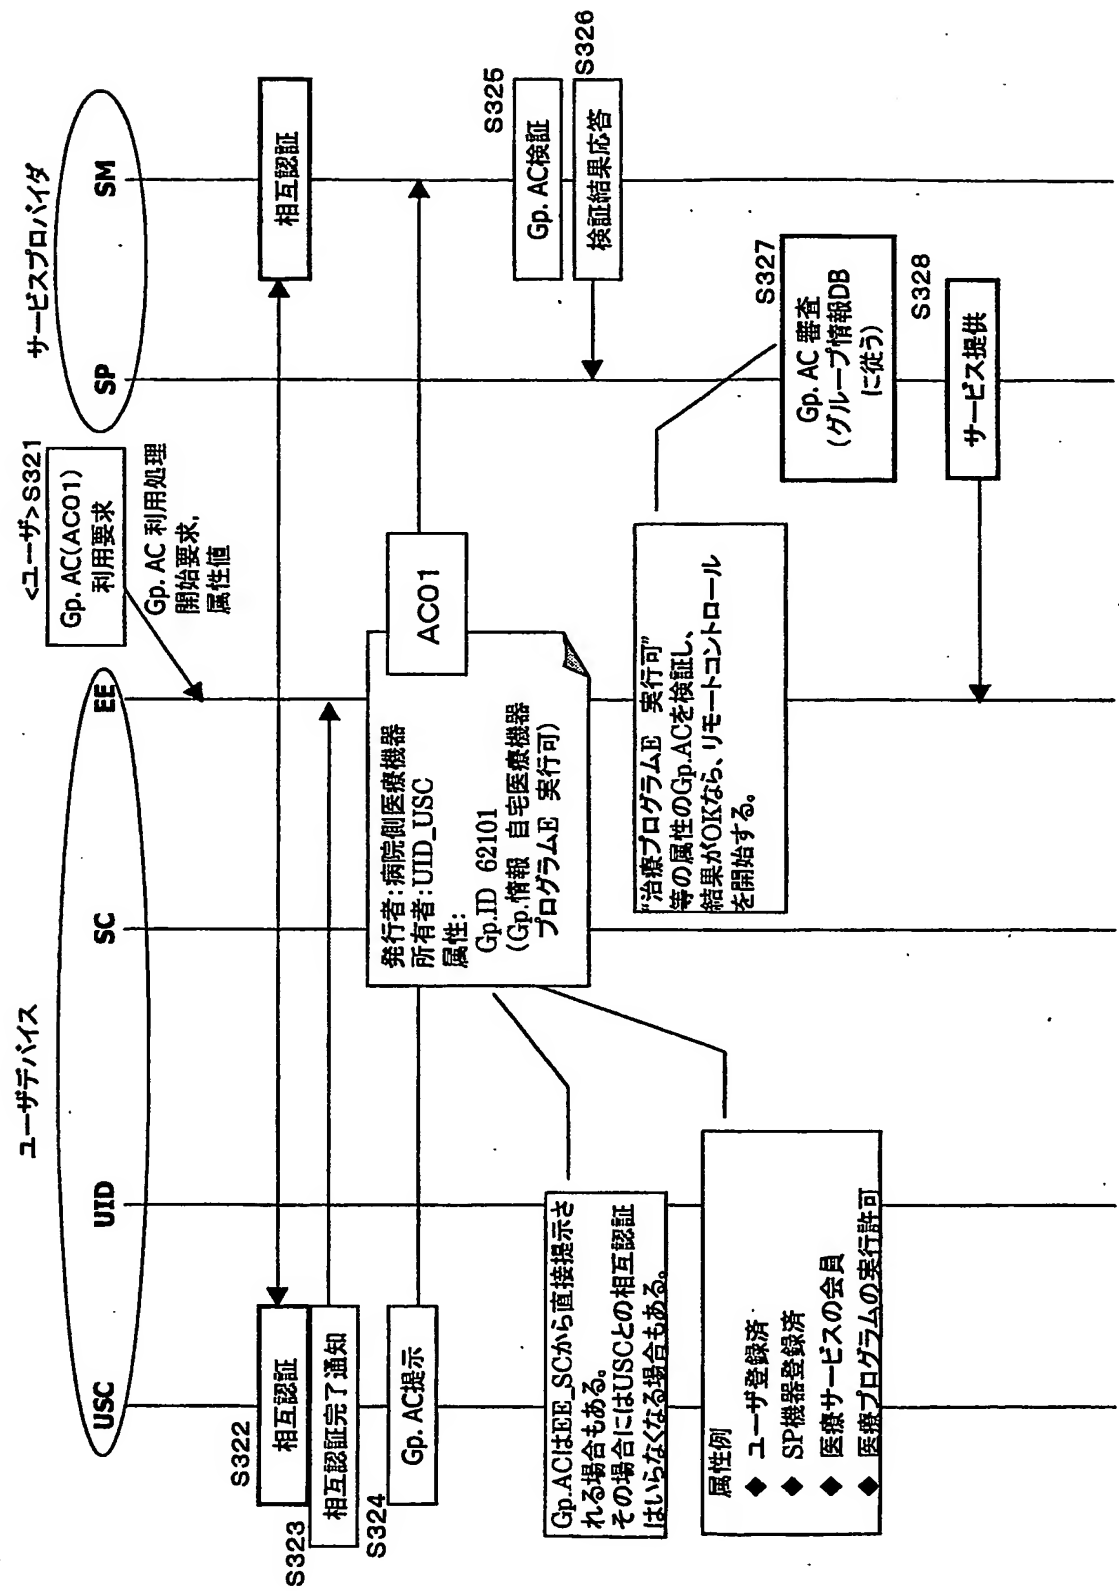 ユーザデバイス
USC
UID
SC
EE
<ユーザ>S321
Gp. AC(AC01)
利用要求
Gp. AC 利用処理
開始要求,
属性値
サービスプロバイダ
SP
SM
S322
相互認証
相互認証
S323
相互認証完了通知
S324
Gp. AC提示
AC01
発行者:病院側医療機器
所有者:UID_USC
属性:
Gp.ID 62101
(Gp.情報 自宅医療機器
プログラムE 実行可)
S325
Gp. AC検証
S326
検証結果応答
Gp.ACはEE_SCから直接提示さ
れる場合もある。
その場合にはUSCとの相互認証
はいらなくなる場合もある。
"治療プログラムE 実行可"
等の属性のGp.ACを検証し、
結果がOKなら、リモートコントロール
を開始する。
属性例
◆ ユーザ登録済
◆ SP機器登録済
◆ 医療サービスの会員
◆ 医療プログラムの実行許可
S327
Gp. AC 審査
(グループ情報DB
に従う)
S328
サービス提供